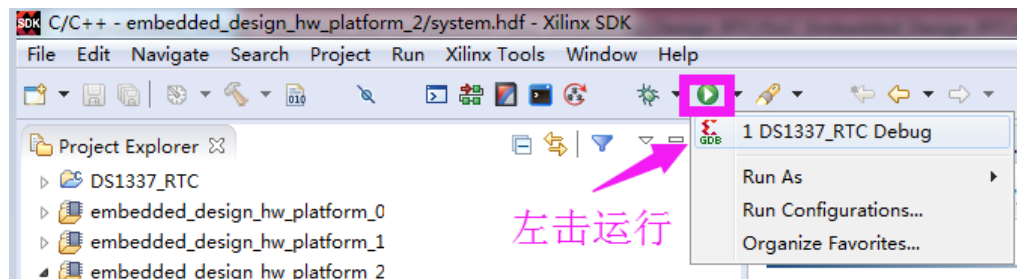 SDK C/C++ - embedded_design_hw_platform_2/system.hdf - Xilinx SDK
File Edit Navigate Search Project Run Xilinx Tools Window Help
010
Project Explorer
GDB 1 DS1337_RTC Debug
DS1337_RTC
Run As
embedded_design_hw_platform_0
左击运行
Run Configurations...
embedded_design_hw_platform_1
Organize Favorites...
embedded_design_hw_platform_2